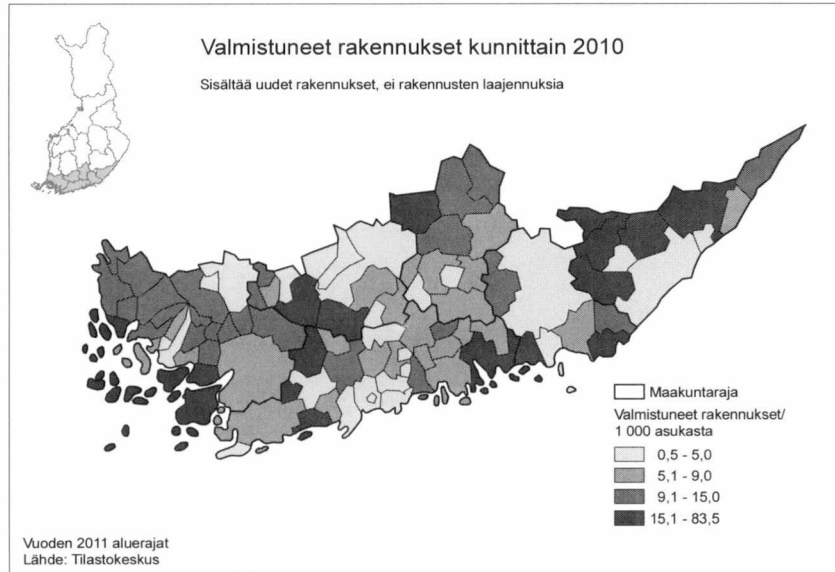 Valmistuneet rakennukset kunnittain 2010
Sisältää uudet rakennukset, ei rakennusten laajennuksia
Maakuntaraja
Valmistuneet rakennukset/
1 000 asukasta
0,5 - 5,0
5,1 - 9,0
9,1 - 15,0
15,1 - 83,5
Vuoden 2011 aluerajat
Lähde: Tilastokeskus